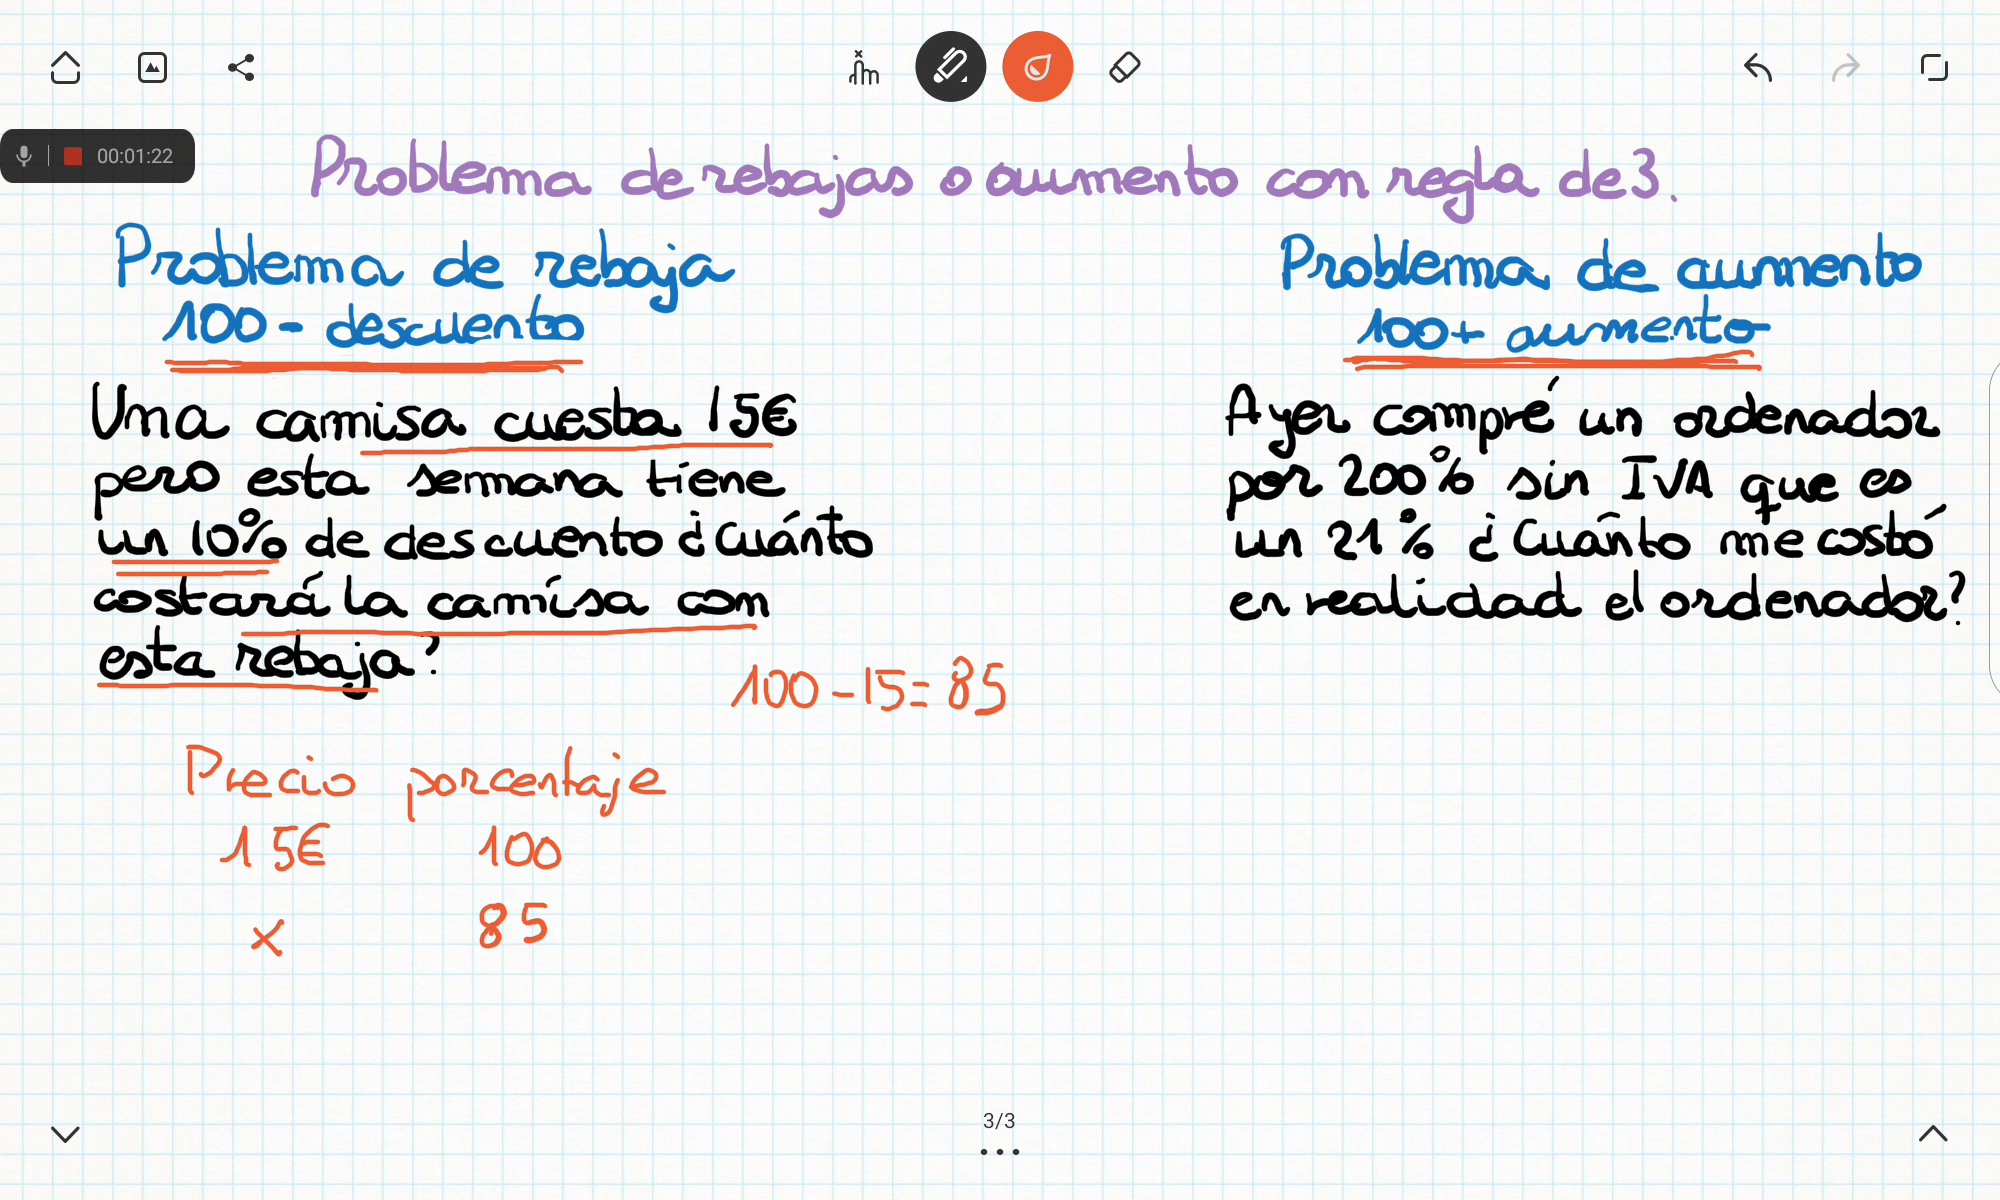 00:01:22
Problema de rebajas o aumento con regla de 3.
Problema de rebaja
100 - descuento
Una camisa cuesta 15€
pero esta semana tiene
un 10% de descuento ¿Cuánto
costará la camisa con
esta rebaja?
100 - 15 = 85
Precio porcentaje
15€ 100
x 85
Problema de aumento
100 + aumento
Ayer compré un ordenador
por 200% sin IVA que es
un 21% ¿Cuánto me costó
en realidad el ordenador?
3/3